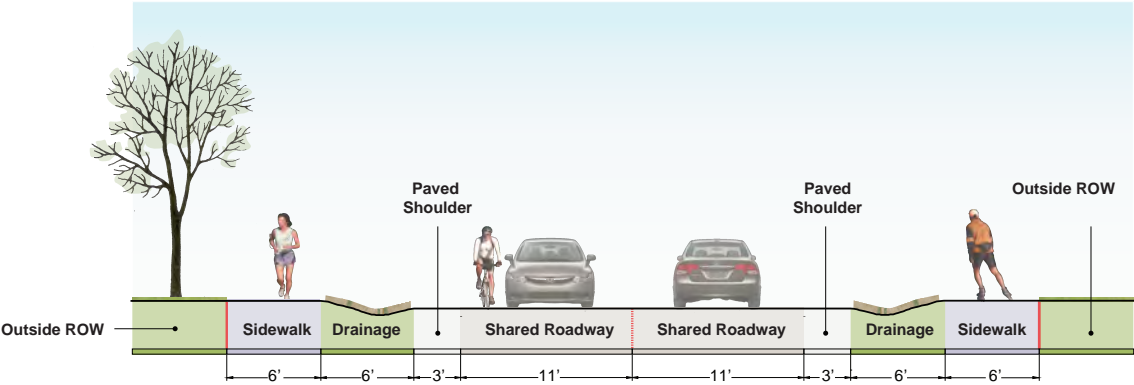 Paved
Shoulder
Paved
Shoulder
Outside ROW
Outside ROW
Sidewalk
Drainage
Shared Roadway
Shared Roadway
Drainage
Sidewalk
6’
6’
3’
11’
11’
3’
6’
6’